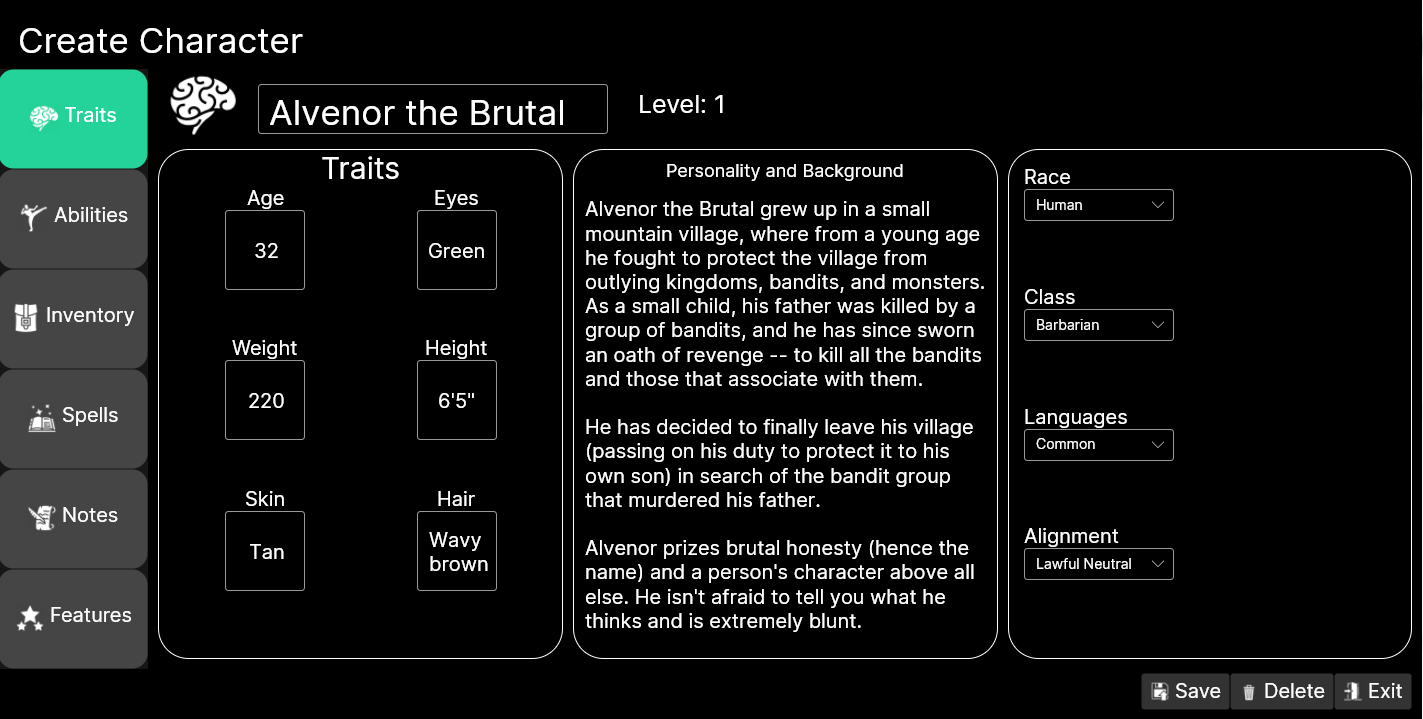 Create Character
Traits
Abilities
Inventory
Spells
Notes
Features
Alvenor the Brutal
Level: 1
Traits
Age
Eyes
32
Green
Weight
Height
220
6'5"
Skin
Hair
Tan
Wavy
brown
Personality and Background
Alvenor the Brutal grew up in a small
mountain village, where from a young age
he fought to protect the village from
outlying kingdoms, bandits, and monsters.
As a small child, his father was killed by a
group of bandits, and he has since sworn
an oath of revenge -- to kill all the bandits
and those that associate with them.
He has decided to finally leave his village
(passing on his duty to protect it to his
own son) in search of the bandit group
that murdered his father.
Alvenor prizes brutal honesty (hence the
name) and a person's character above all
else. He isn't afraid to tell you what he
thinks and is extremely blunt.
Race
Human
Class
Barbarian
Languages
Common
Alignment
Lawful Neutral
Save
Delete
Exit